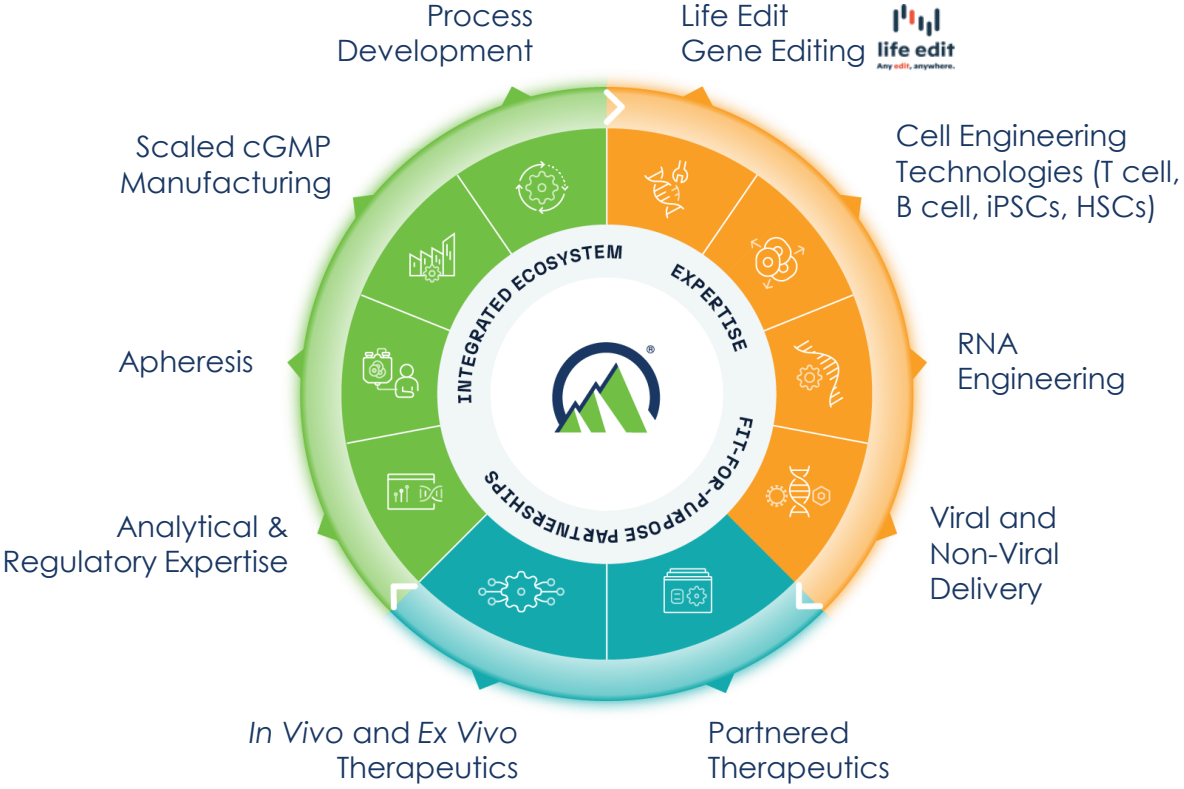 Process
Development
Life Edit
Gene Editing
life edit
Any edit, anywhere.
Scaled cGMP
Manufacturing
Cell Engineering
Technologies (T cell,
B cell, iPSCs, HSCs)
INTEGRATED ECOSYSTEM
EXPERTISE
®
Apheresis
RNA
Engineering
FIT-FOR-PURPOSE PARTNERSHIPS
Analytical &
Regulatory Expertise
Viral and
Non-Viral
Delivery
In Vivo and Ex Vivo
Therapeutics
Partnered
Therapeutics